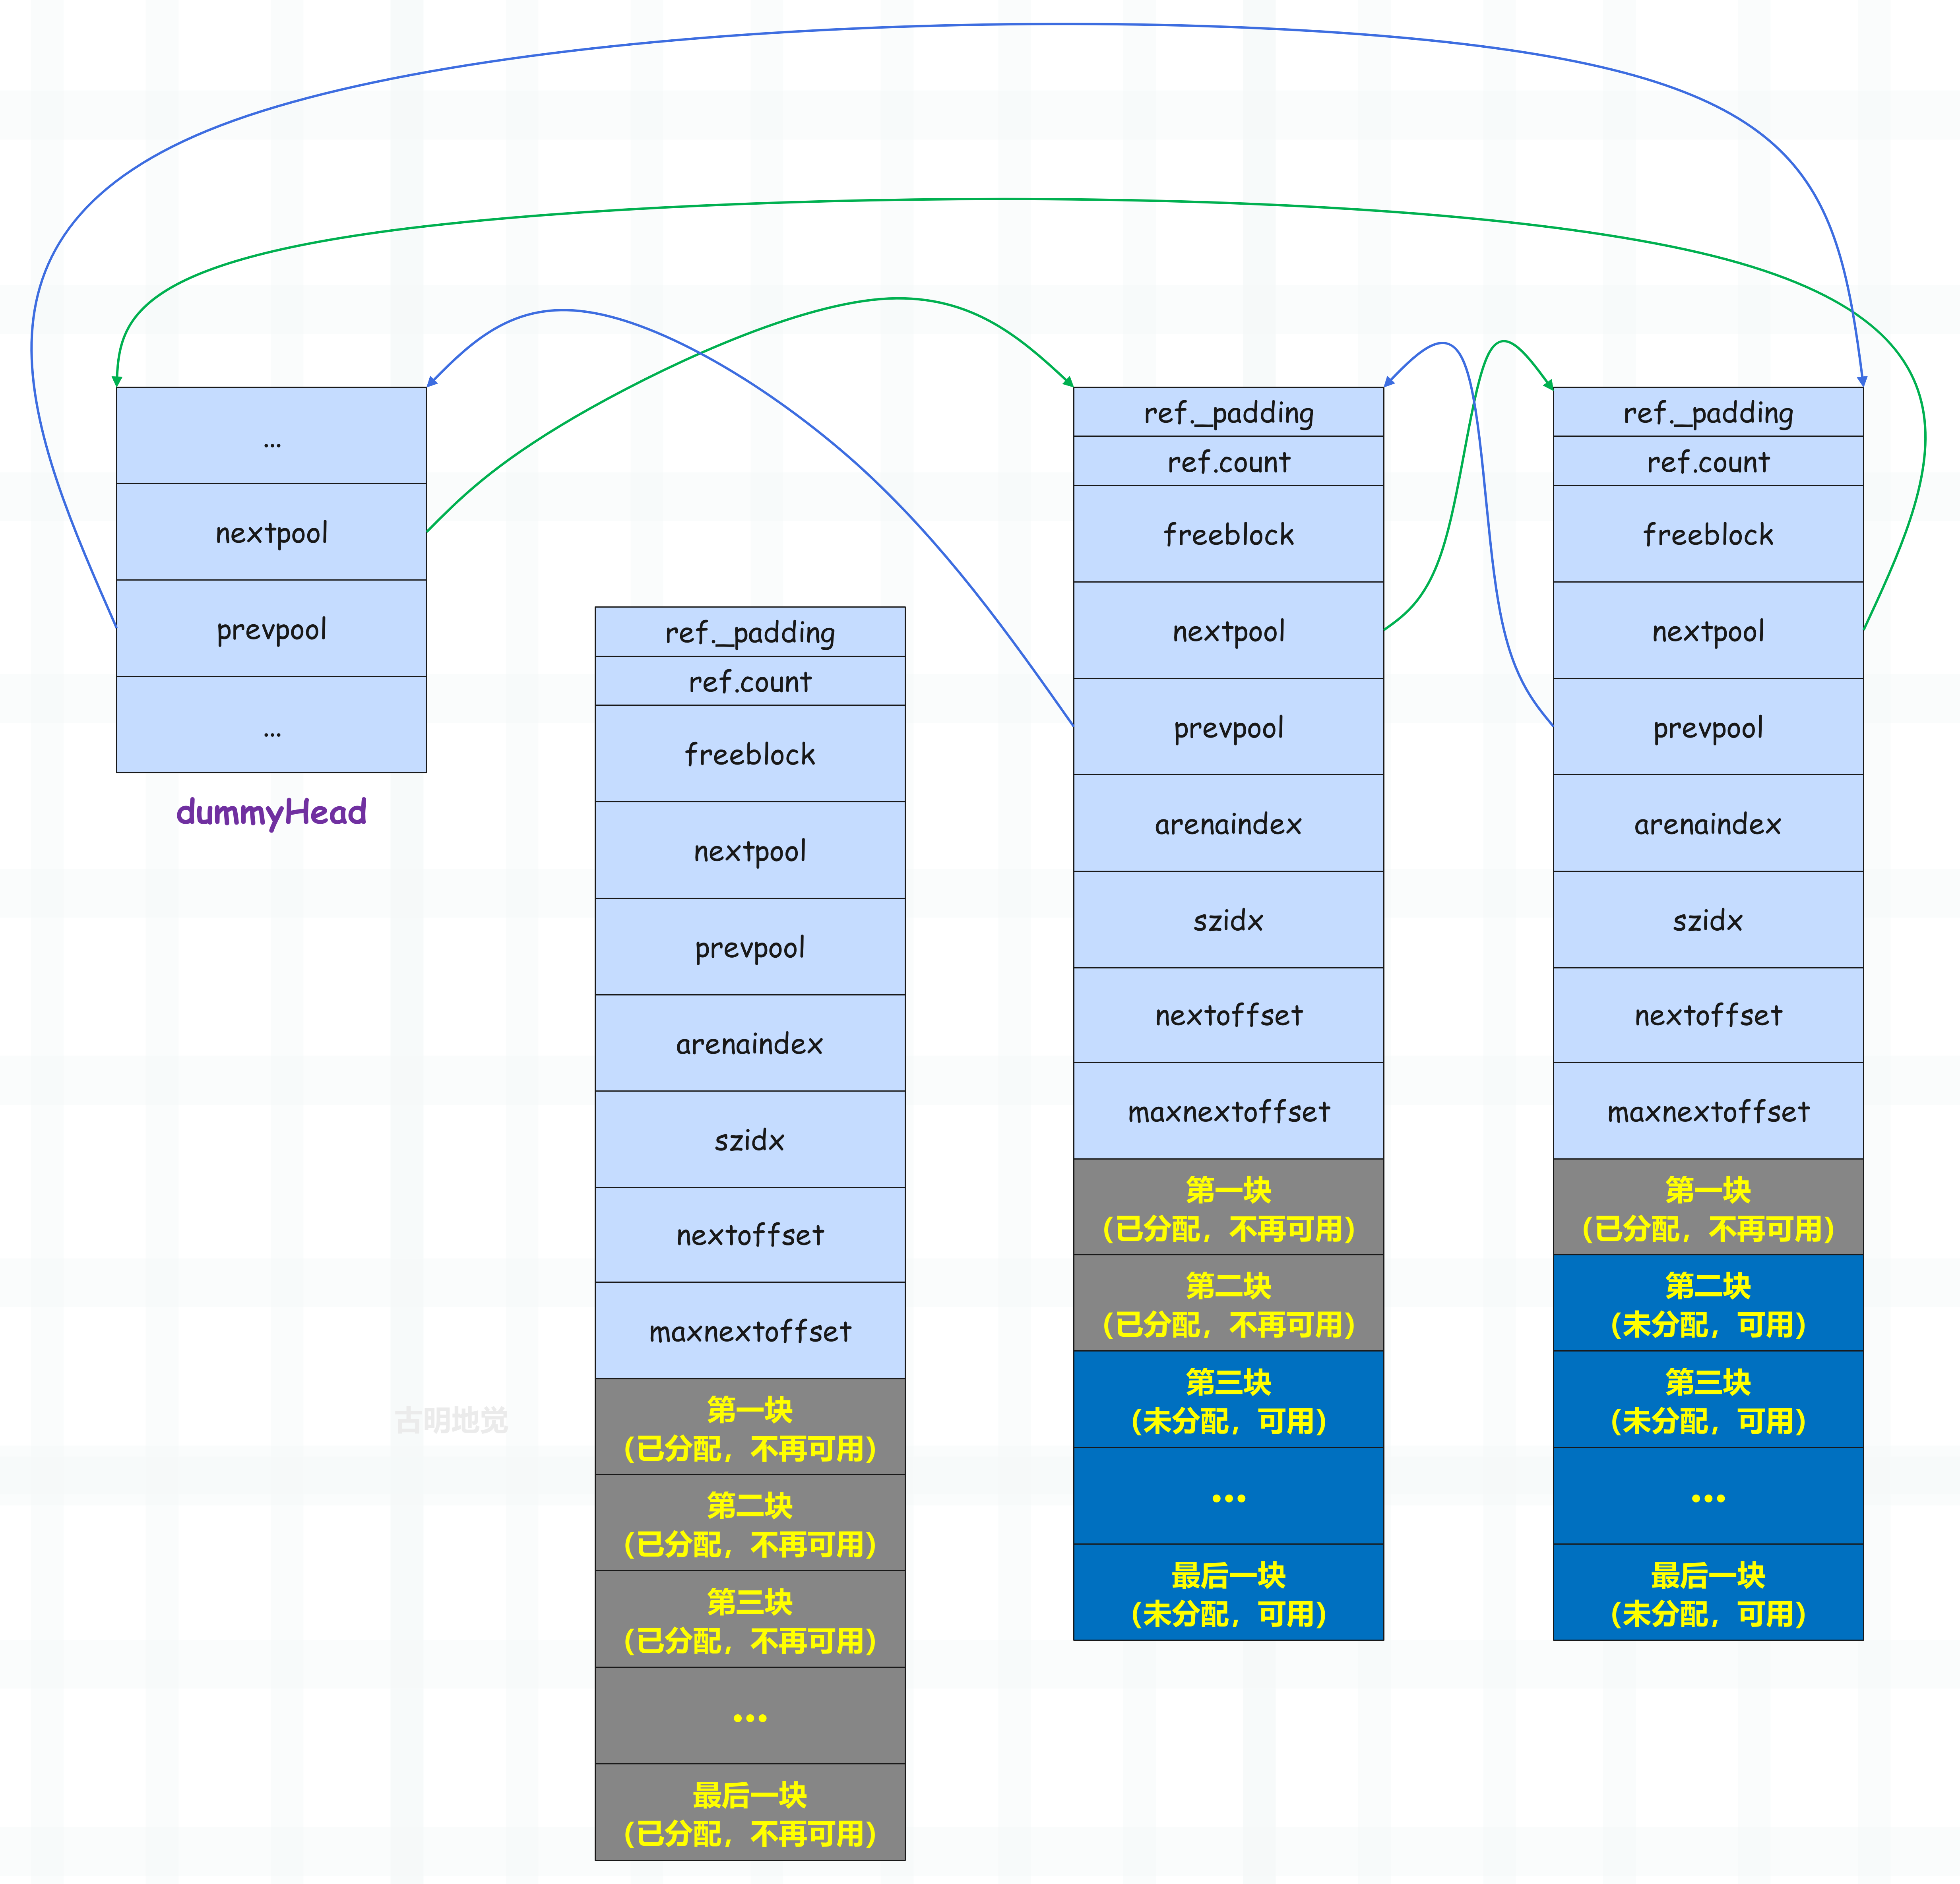 ...
nextpool
prevpool
...
dummyHead
ref._padding
ref.count
freeblock
nextpool
prevpool
arenaindex
szidx
nextoffset
maxnextoffset
第一块
（已分配，不再可用）
第二块
（已分配，不再可用）
第三块
（已分配，不再可用）
...
最后一块
（已分配，不再可用）
ref._padding
ref.count
freeblock
nextpool
prevpool
arenaindex
szidx
nextoffset
maxnextoffset
第一块
（已分配，不再可用）
第二块
（已分配，不再可用）
第三块
（未分配，可用）
...
最后一块
（未分配，可用）
ref._padding
ref.count
freeblock
nextpool
prevpool
arenaindex
szidx
nextoffset
maxnextoffset
第一块
（已分配，不再可用）
第二块
（未分配，可用）
第三块
（未分配，可用）
...
最后一块
（未分配，可用）
古明地觉